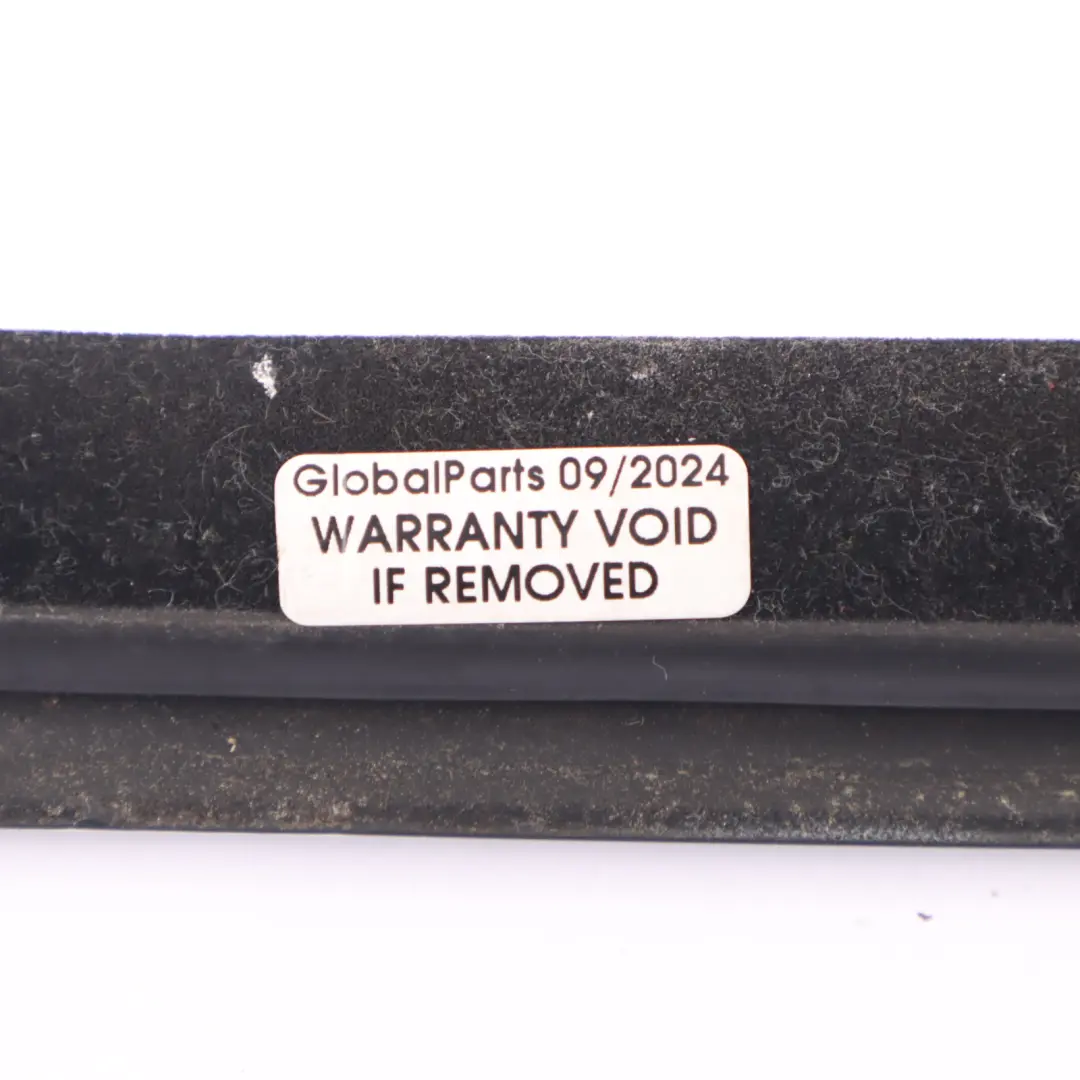 GlobalParts 09/2024
WARRANTY VOID
IF REMOVED